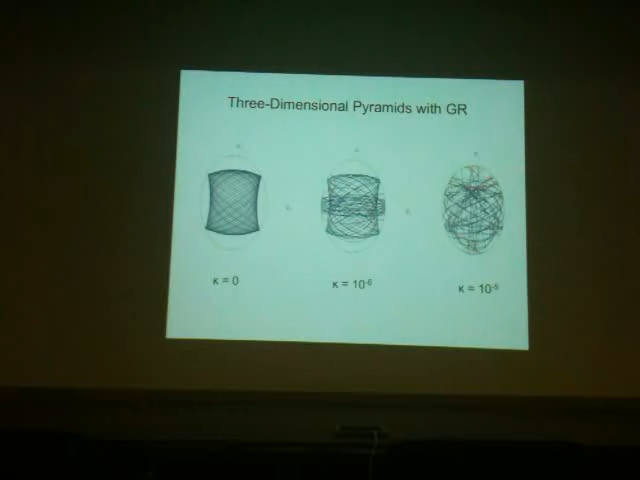 Three-Dimensional Pyramids with GR
κ = 0
κ = 10⁻⁶
κ = 10⁻⁵